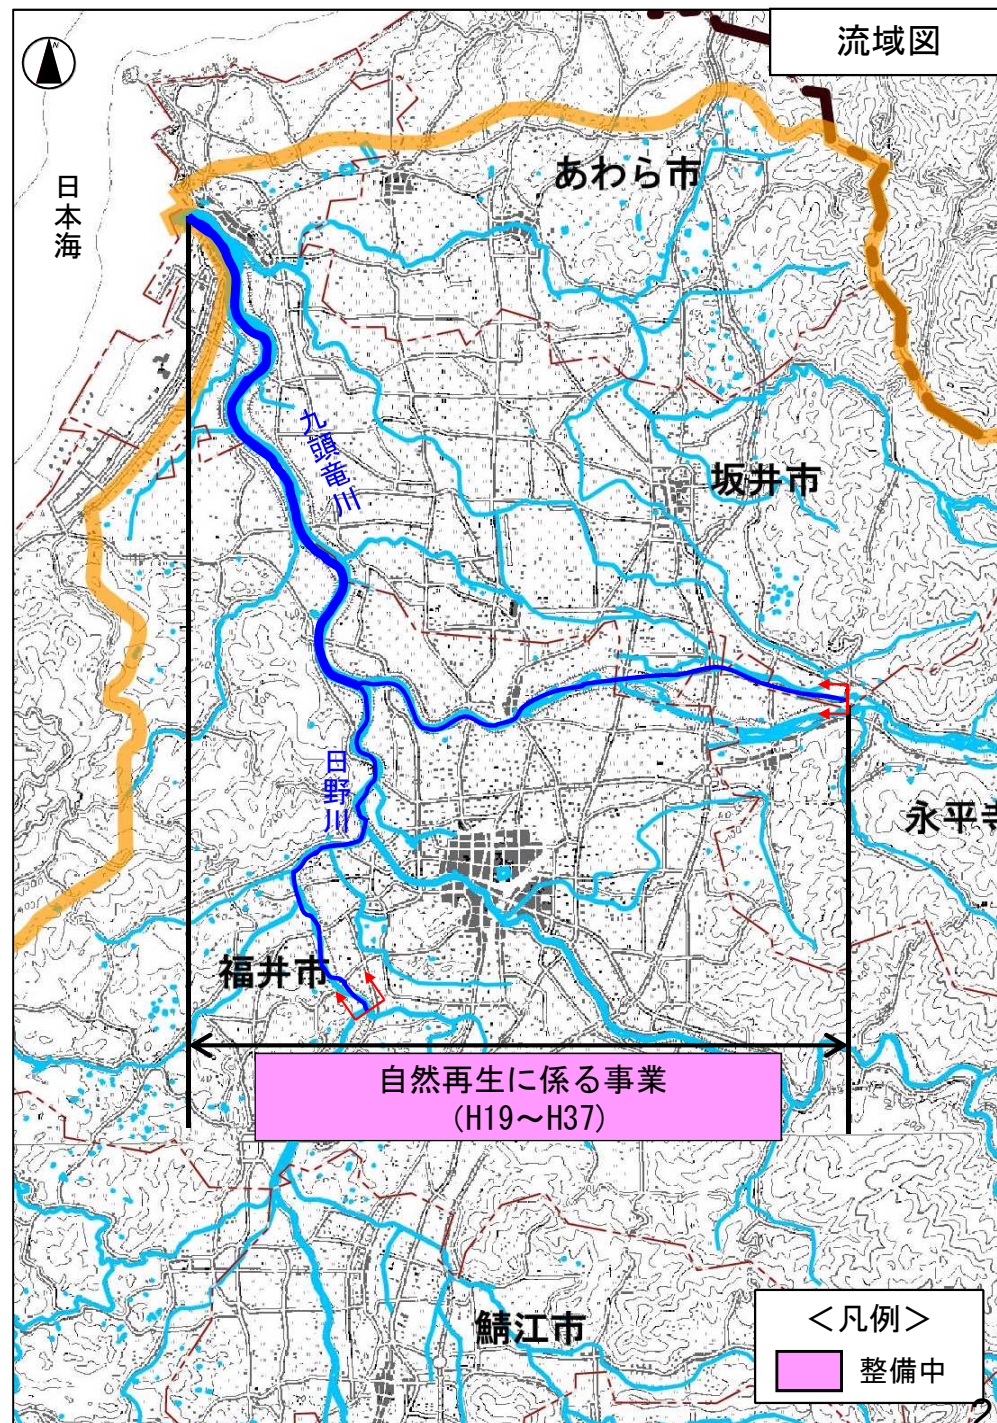 流域図
N
日本海
あわら市
九頭竜川
坂井市
日野川
永平寺
福井市
自然再生に係る事業
(H19～H37)
鯖江市
＜凡例＞
整備中
2